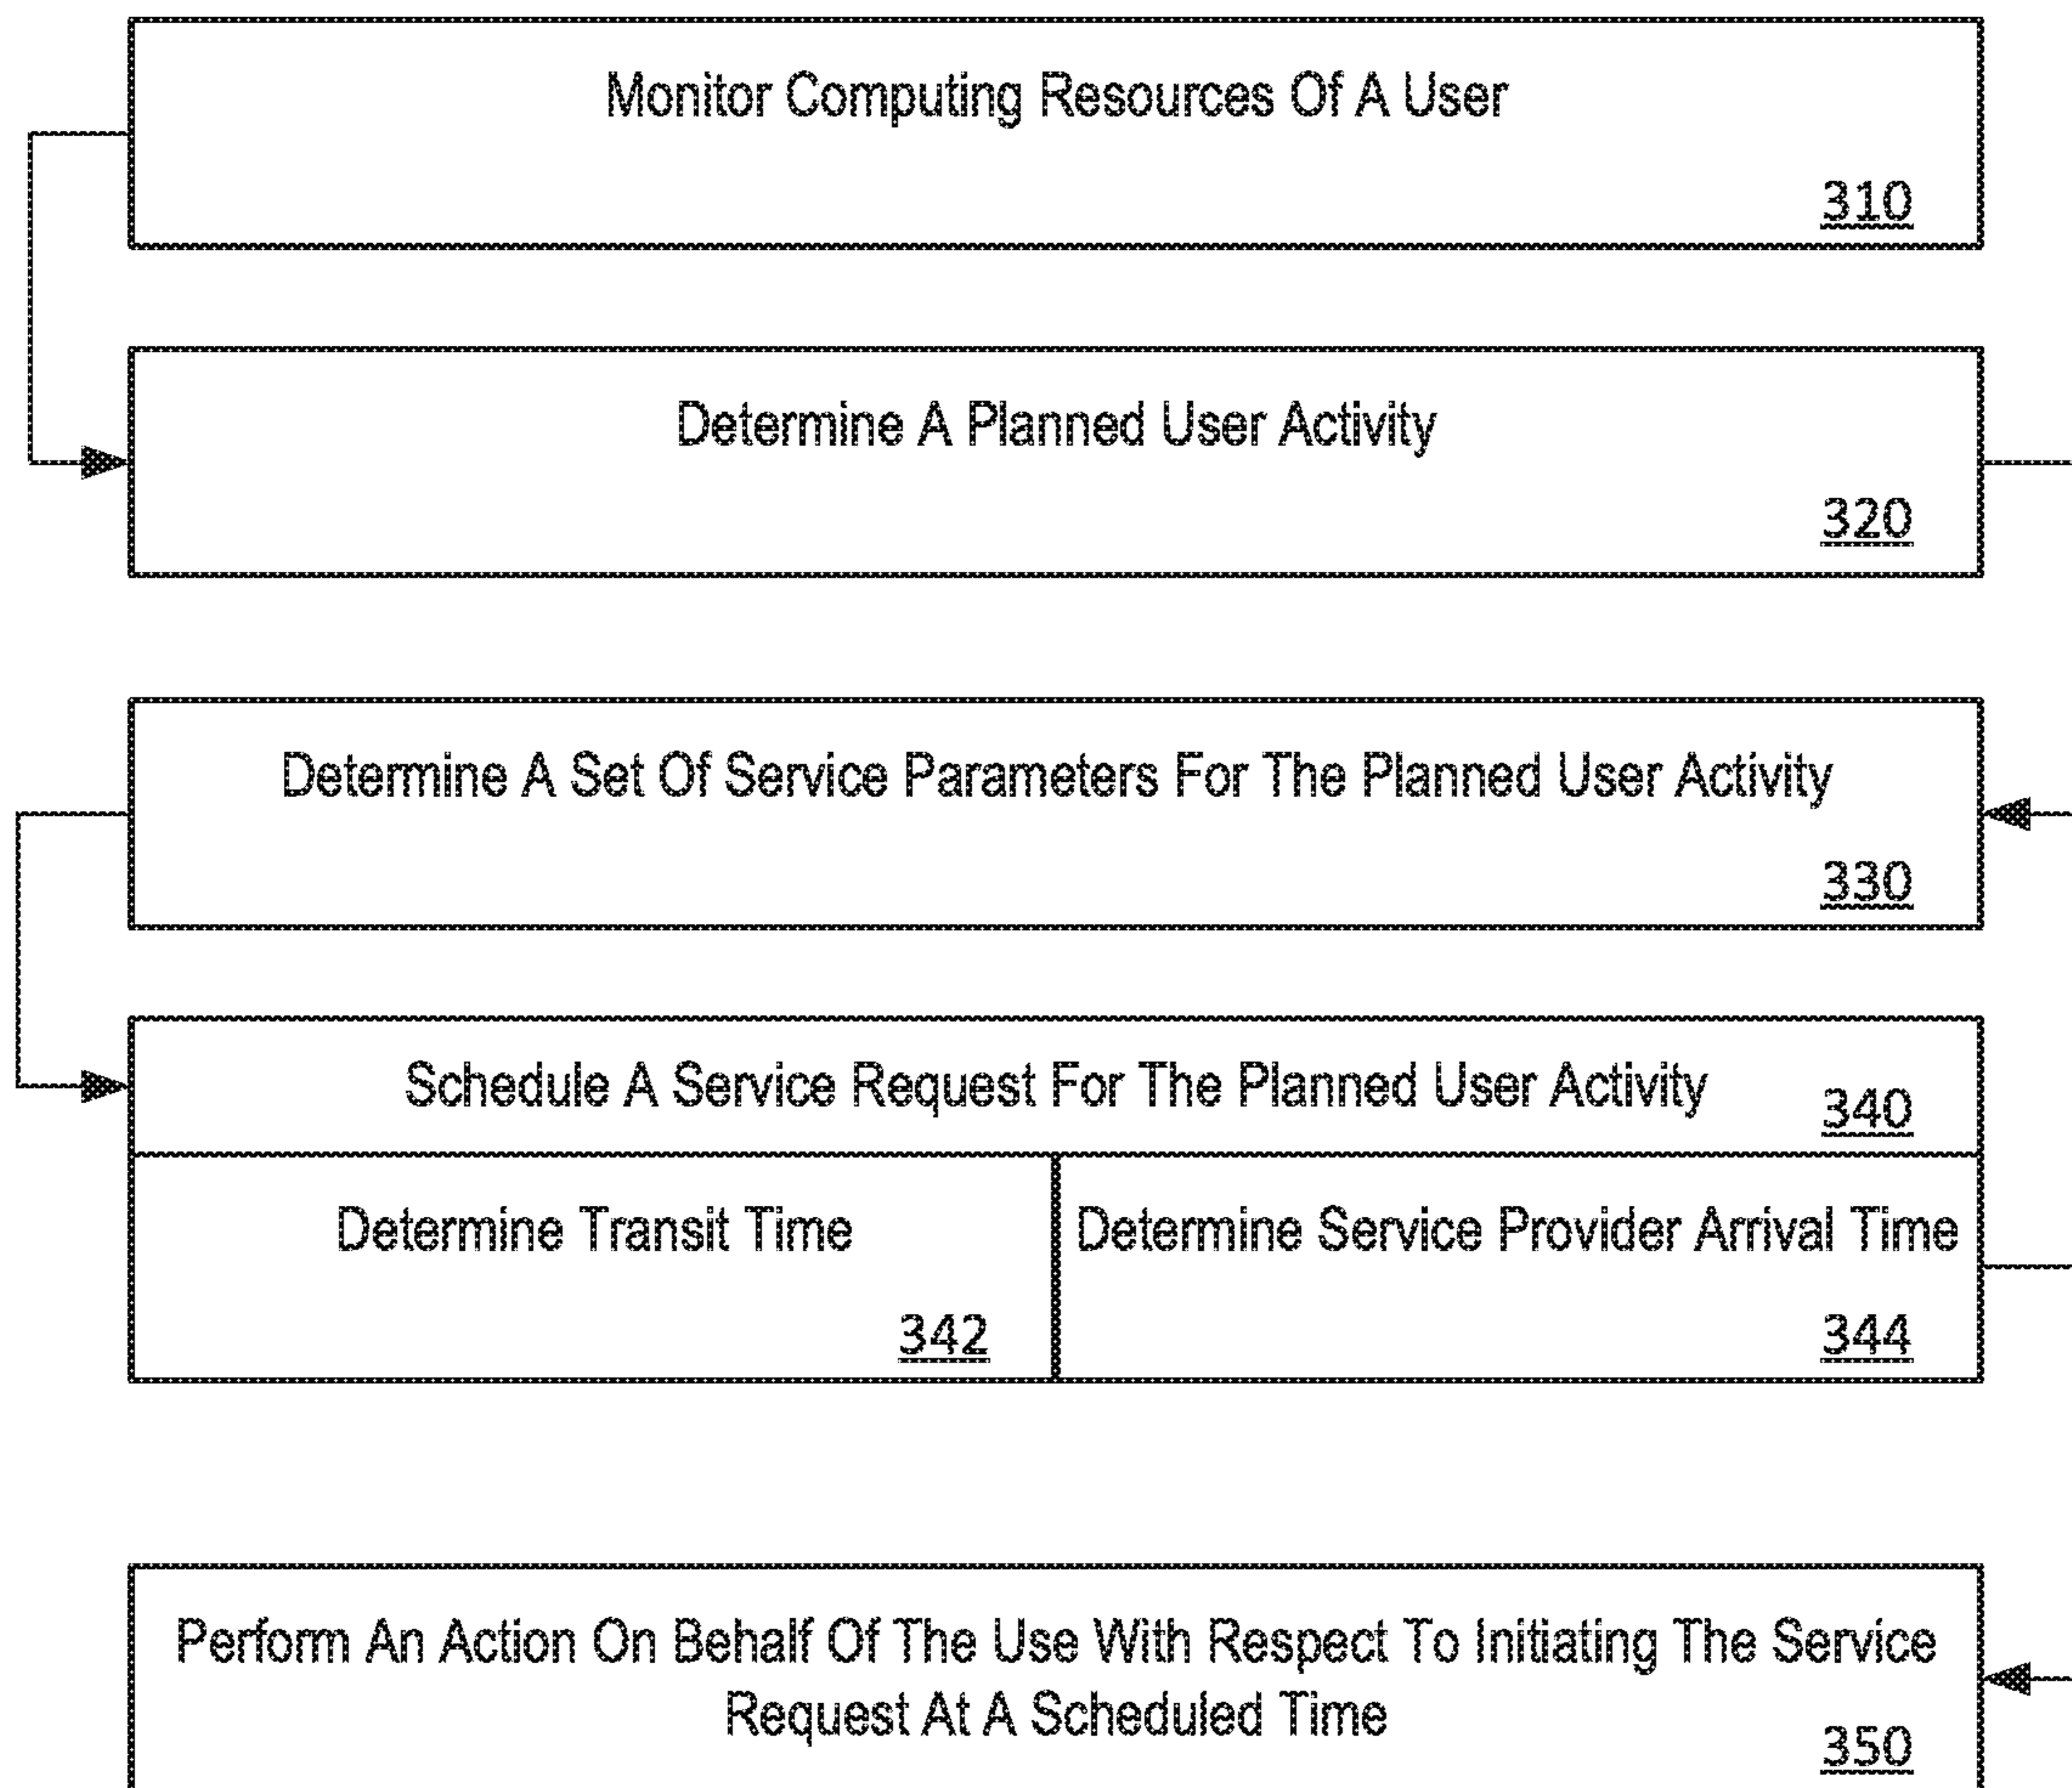 Monitor Computing Resources Of A User
310
Determine A Planned User Activity
320
Determine A Set Of Service Parameters For The Planned User Activity
330
Schedule A Service Request For The Planned User Activity
340
Determine Transit Time
342
Determine Service Provider Arrival Time
344
Perform An Action On Behalf Of The Use With Respect To Initiating The Service
Request At A Scheduled Time
350